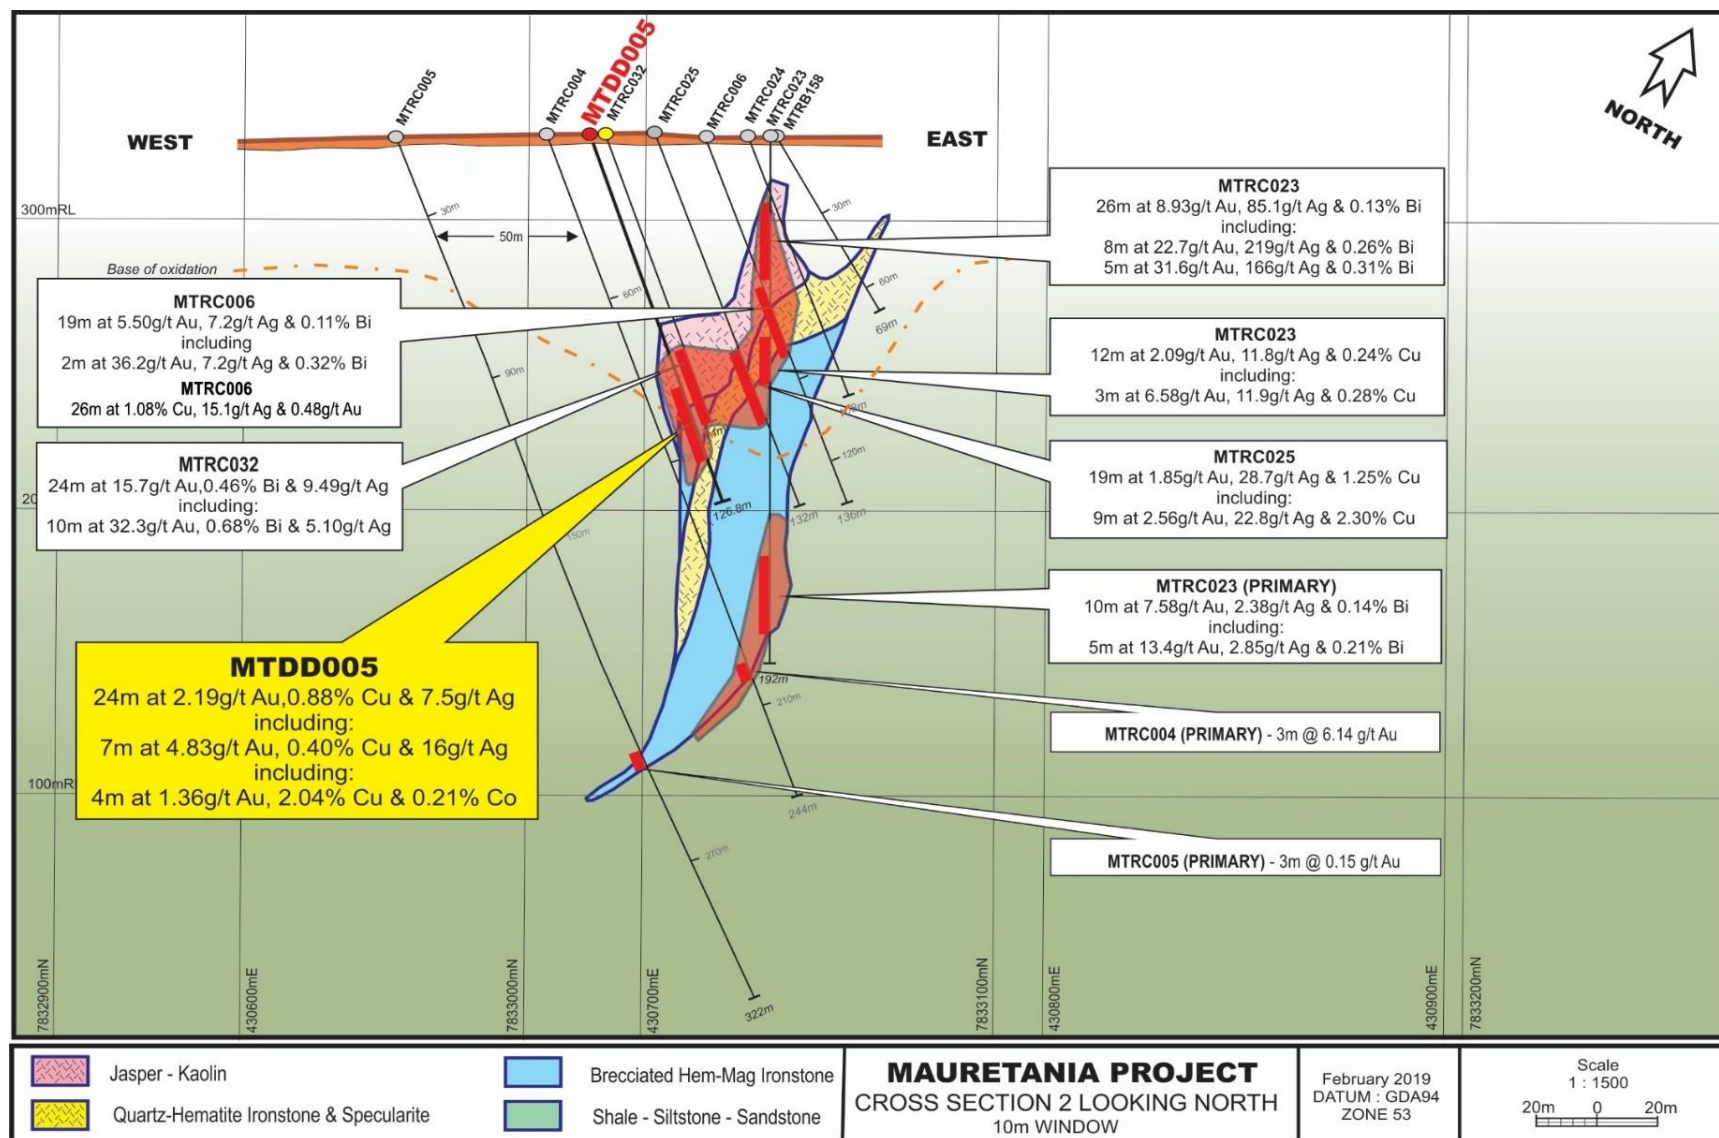 MTRC005
MTRC004
MTDD005
MTRC032
MTRC025
MTRC006
MTRC024
MTRC023
MTRB158
NORTH
WEST
EAST
300mRL
30m
50m
30m
Base of oxidation
60m
60m
69m
90m
MTRC023
26m at 8.93g/t Au, 85.1g/t Ag & 0.13% Bi
including:
8m at 22.7g/t Au, 219g/t Ag & 0.26% Bi
5m at 31.6g/t Au, 166g/t Ag & 0.31% Bi
MTRC006
19m at 5.50g/t Au, 7.2g/t Ag & 0.11% Bi
including
2m at 36.2g/t Au, 7.2g/t Ag & 0.32% Bi
MTRC006
26m at 1.08% Cu, 15.1g/t Ag & 0.48g/t Au
MTRC023
12m at 2.09g/t Au, 11.8g/t Ag & 0.24% Cu
including:
3m at 6.58g/t Au, 11.9g/t Ag & 0.28% Cu
MTRC032
24m at 15.7g/t Au,0.46% Bi & 9.49g/t Ag
including:
10m at 32.3g/t Au, 0.68% Bi & 5.10g/t Ag
MTRC025
19m at 1.85g/t Au, 28.7g/t Ag & 1.25% Cu
including:
9m at 2.56g/t Au, 22.8g/t Ag & 2.30% Cu
120m
126.8m
132m
136m
150m
MTRC023 (PRIMARY)
10m at 7.58g/t Au, 2.38g/t Ag & 0.14% Bi
including:
5m at 13.4g/t Au, 2.85g/t Ag & 0.21% Bi
MTDD005
24m at 2.19g/t Au,0.88% Cu & 7.5g/t Ag
including:
7m at 4.83g/t Au, 0.40% Cu & 16g/t Ag
including:
4m at 1.36g/t Au, 2.04% Cu & 0.21% Co
192m
210m
MTRC004 (PRIMARY) - 3m @ 6.14 g/t Au
100mR
244m
MTRC005 (PRIMARY) - 3m @ 0.15 g/t Au
270m
322m
7832900mN
430600mE
7833000mN
430700mE
7833100mN
430800mE
430900mE
7833200mN
Jasper - Kaolin
Quartz-Hematite Ironstone & Specularite
Brecciated Hem-Mag Ironstone
Shale - Siltstone - Sandstone
MAURETANIA PROJECT
CROSS SECTION 2 LOOKING NORTH
10m WINDOW
February 2019
DATUM : GDA94
ZONE 53
Scale
1 : 1500
20m 0 20m